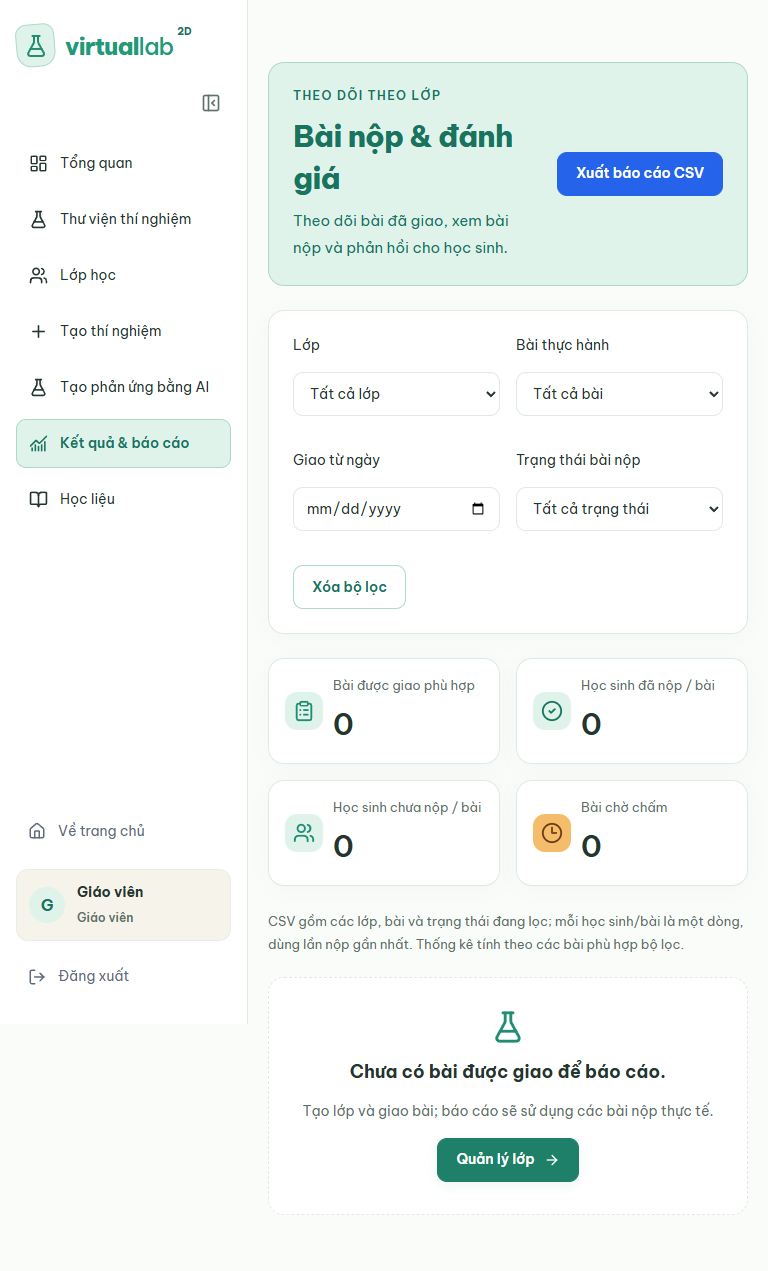 virtuallab 2D
Tổng quan
Thư viện thí nghiệm
Lớp học
Tạo thí nghiệm
Tạo phản ứng bằng AI
Kết quả & báo cáo
Học liệu
Về trang chủ
G
Giáo viên
Giáo viên
Đăng xuất
THEO DÕI THEO LỚP
Bài nộp & đánh
giá
Theo dõi bài đã giao, xem bài
nộp và phản hồi cho học sinh.
Xuất báo cáo CSV
Lớp
Tất cả lớp
Bài thực hành
Tất cả bài
Giao từ ngày
mm/dd/yyyy
Trạng thái bài nộp
Tất cả trạng thái
Xóa bộ lọc
Bài được giao phù hợp
0
Học sinh đã nộp / bài
0
Học sinh chưa nộp / bài
0
Bài chờ chấm
0
CSV gồm các lớp, bài và trạng thái đang lọc; mỗi học sinh/bài là một dòng,
dùng lần nộp gần nhất. Thống kê tính theo các bài phù hợp bộ lọc.
Chưa có bài được giao để báo cáo.
Tạo lớp và giao bài; báo cáo sẽ sử dụng các bài nộp thực tế.
Quản lý lớp